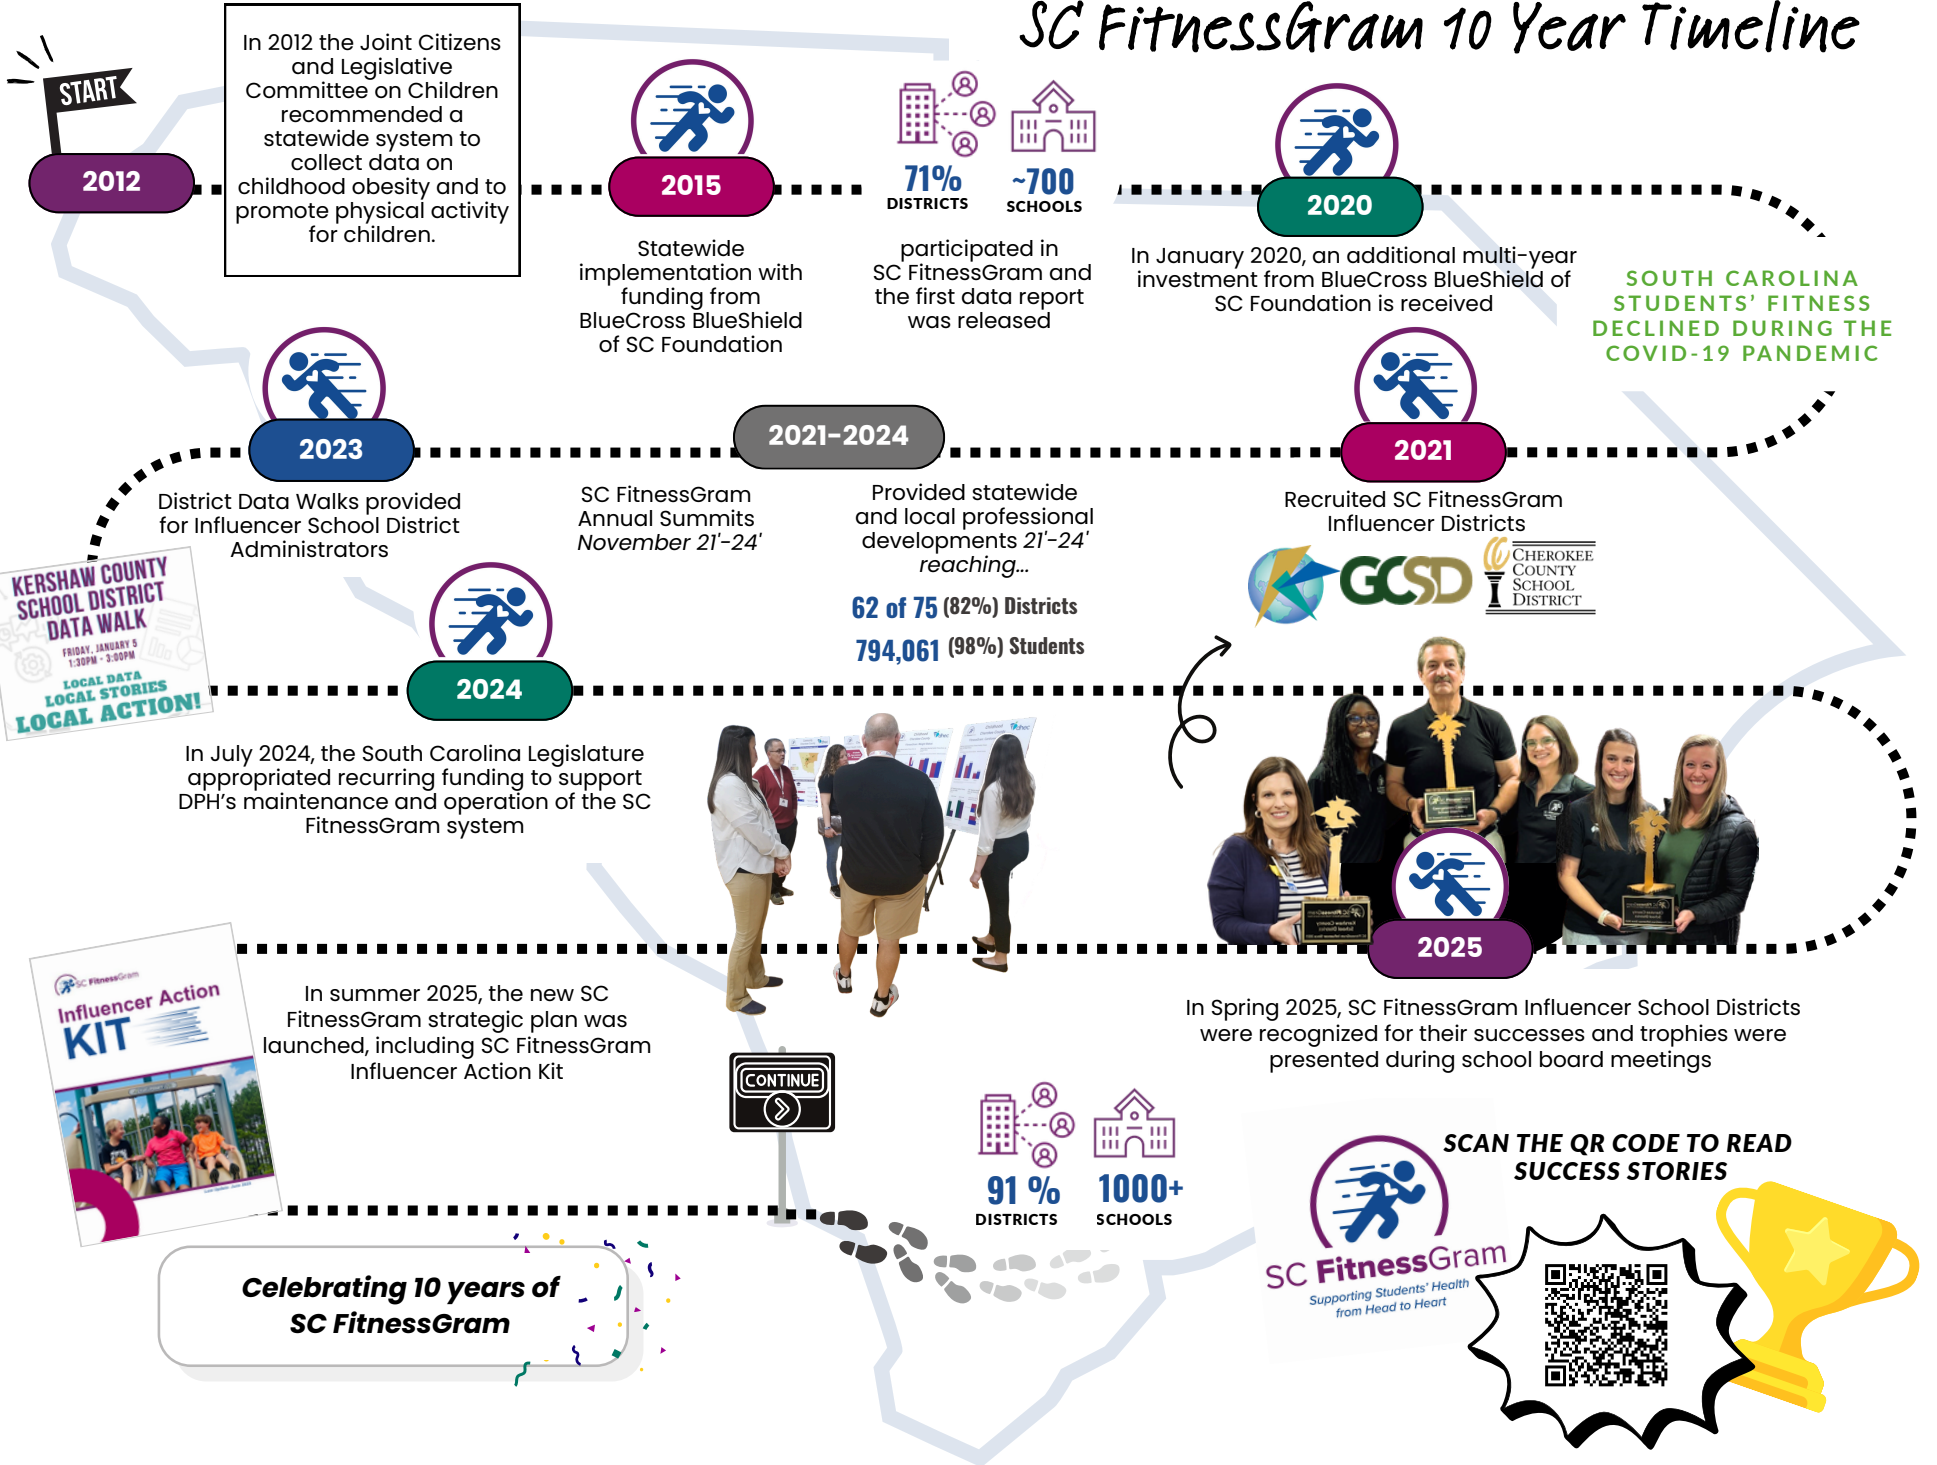 SC FitnessGram 10 Year Timeline
START
2012
In 2012 the Joint Citizens
and Legislative
Committee on Children
recommended a
statewide system to
collect data on
childhood obesity and to
promote physical activity
for children.
2015
Statewide
implementation with
funding from
BlueCross BlueShield
of SC Foundation
71%
DISTRICTS
~700
SCHOOLS
participated in
SC FitnessGram and
the first data report
was released
2020
In January 2020, an additional multi-year
investment from BlueCross BlueShield of
SC Foundation is received
SOUTH CAROLINA
STUDENTS' FITNESS
DECLINED DURING THE
COVID-19 PANDEMIC
2021
Recruited SC FitnessGram
Influencer Districts
GCSD
CHEROKEE
COUNTY
SCHOOL
DISTRICT
2021-2024
SC FitnessGram
Annual Summits
November 21'-24'
Provided statewide
and local professional
developments 21'-24'
reaching...
62 of 75 (82%) Districts
794,061 (98%) Students
2023
District Data Walks provided
for Influencer School District
Administrators
KERSHAW COUNTY
SCHOOL DISTRICT
DATA WALK
FRIDAY, JANUARY 5
1:30PM - 3:00PM
LOCAL DATA
LOCAL STORIES
LOCAL ACTION!
2024
In July 2024, the South Carolina Legislature
appropriated recurring funding to support
DPH's maintenance and operation of the SC
FitnessGram system
2025
In Spring 2025, SC FitnessGram Influencer School Districts
were recognized for their successes and trophies were
presented during school board meetings
In summer 2025, the new SC
FitnessGram strategic plan was
launched, including SC FitnessGram
Influencer Action Kit
SC FitnessGram
Influencer Action
KIT
CONTINUE
91 %
DISTRICTS
1000+
SCHOOLS
SCAN THE QR CODE TO READ
SUCCESS STORIES
SC FitnessGram
Supporting Students' Health
from Head to Heart
Celebrating 10 years of
SC FitnessGram